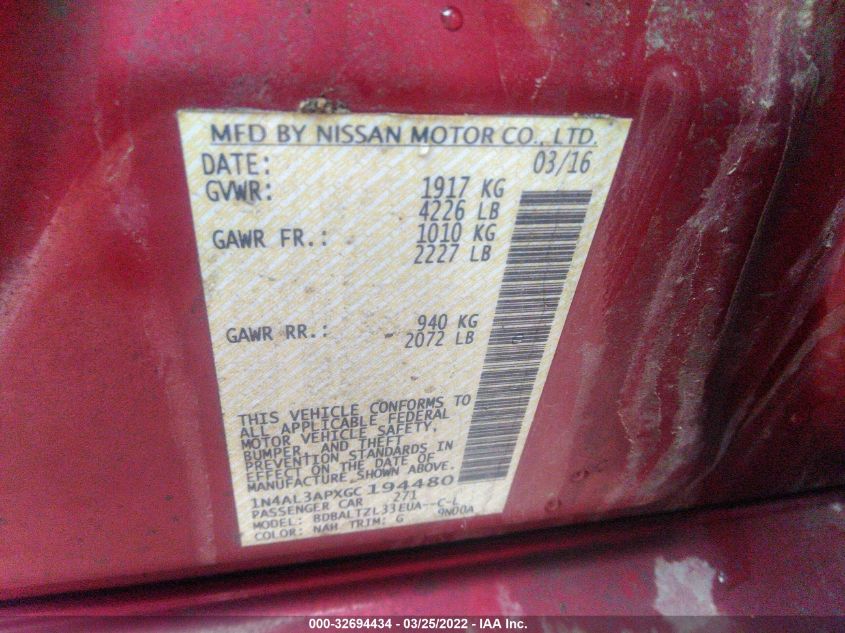 MFD BY NISSAN MOTOR CO., LTD.
DATE: 03/16
GVWR: 1917 KG
4226 LB
GAWR FR.: 1010 KG
2227 LB
GAWR RR.: 940 KG
2072 LB
THIS VEHICLE CONFORMS TO
ALL APPLICABLE FEDERAL
MOTOR VEHICLE SAFETY,
BUMPER, AND THEFT
PREVENTION STANDARDS IN
EFFECT ON THE DATE OF
MANUFACTURE SHOWN ABOVE.
1N4AL3APXGC194480
PASSENGER CAR 271
MODEL: BDBALTZL33EUA--C-L
COLOR: NAH TRIM: G 9N00A
000-32694434 - 03/25/2022 - IAA Inc.